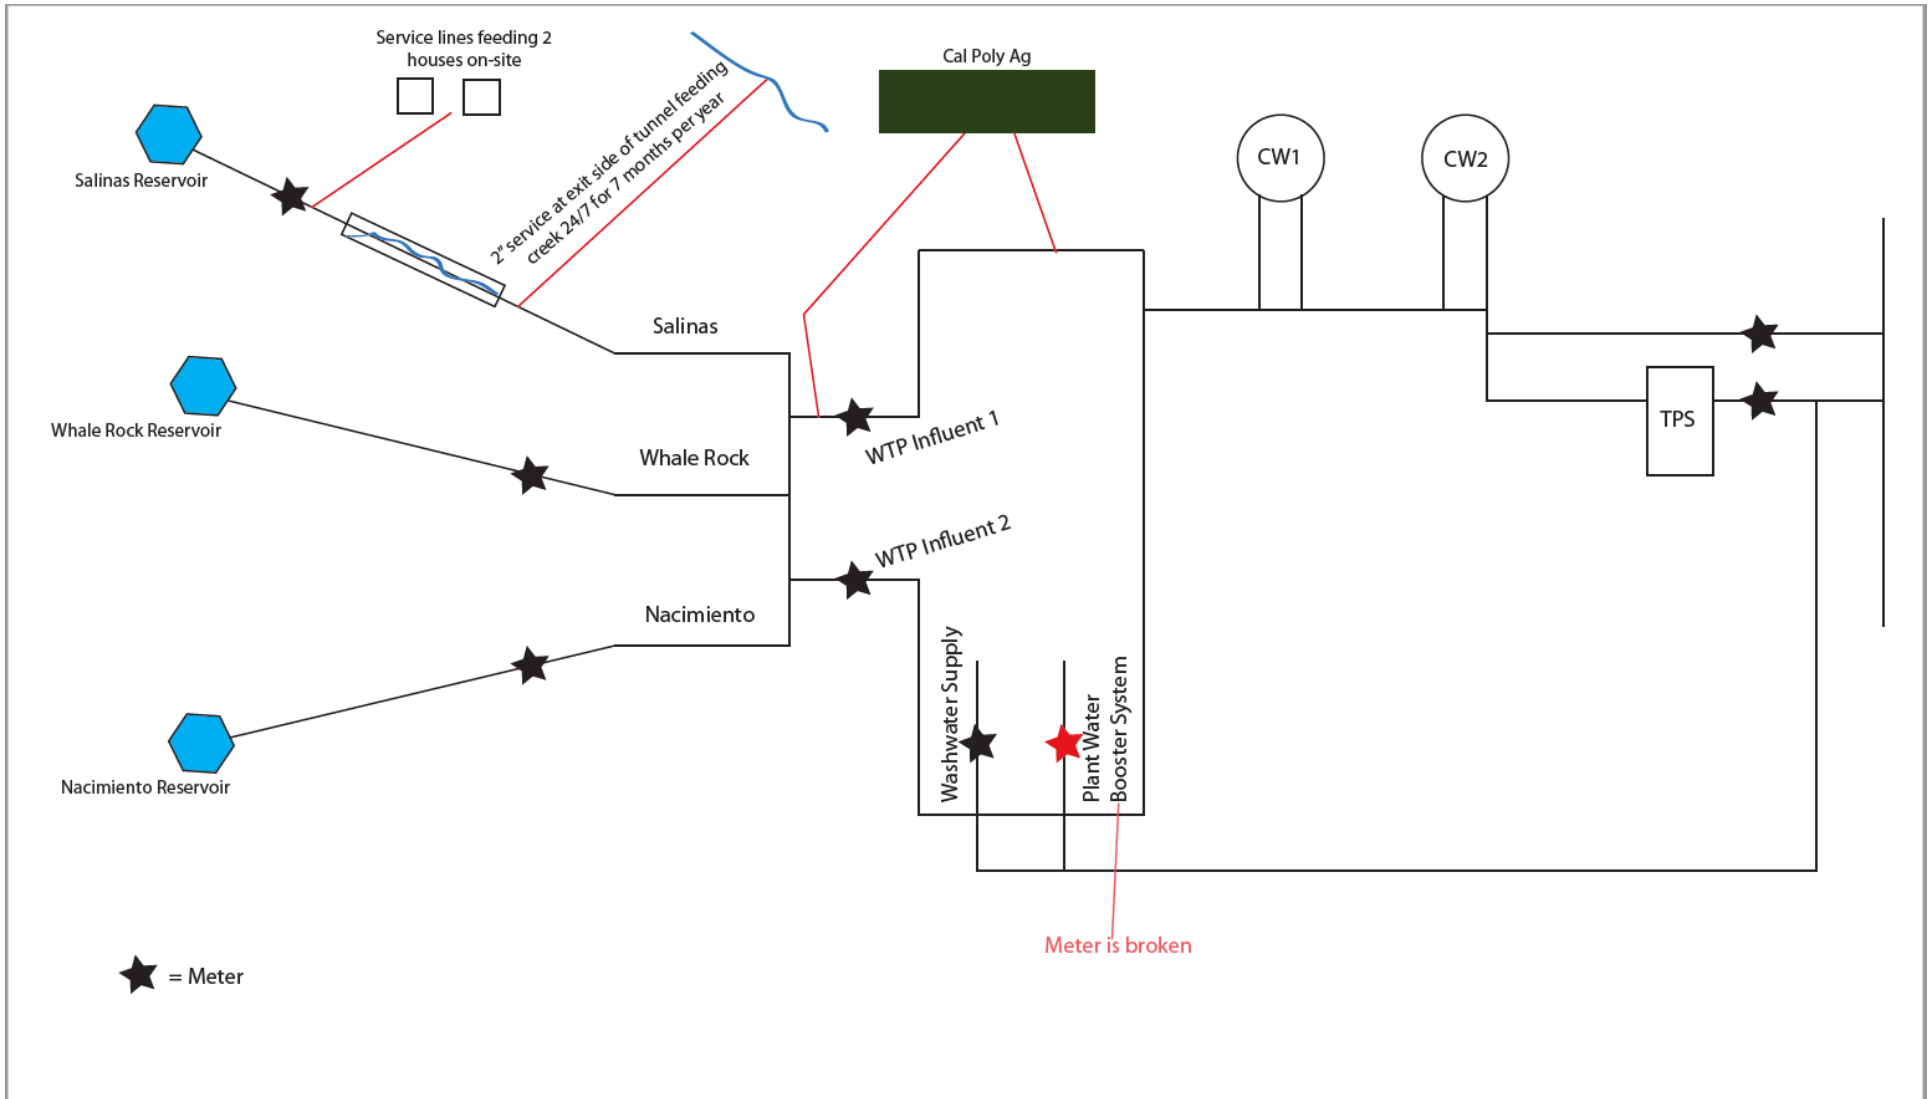 Service lines feeding 2
houses on-site
Cal Poly Ag
2” service at exit side of tunnel feeding
creek 24/7 for 7 months per year
Salinas Reservoir
CW1
CW2
Salinas
Whale Rock Reservoir
WTP Influent 1
TPS
Whale Rock
WTP Influent 2
Nacimiento
Washwater Supply
Plant Water
Booster System
Nacimiento Reservoir
Meter is broken
= Meter